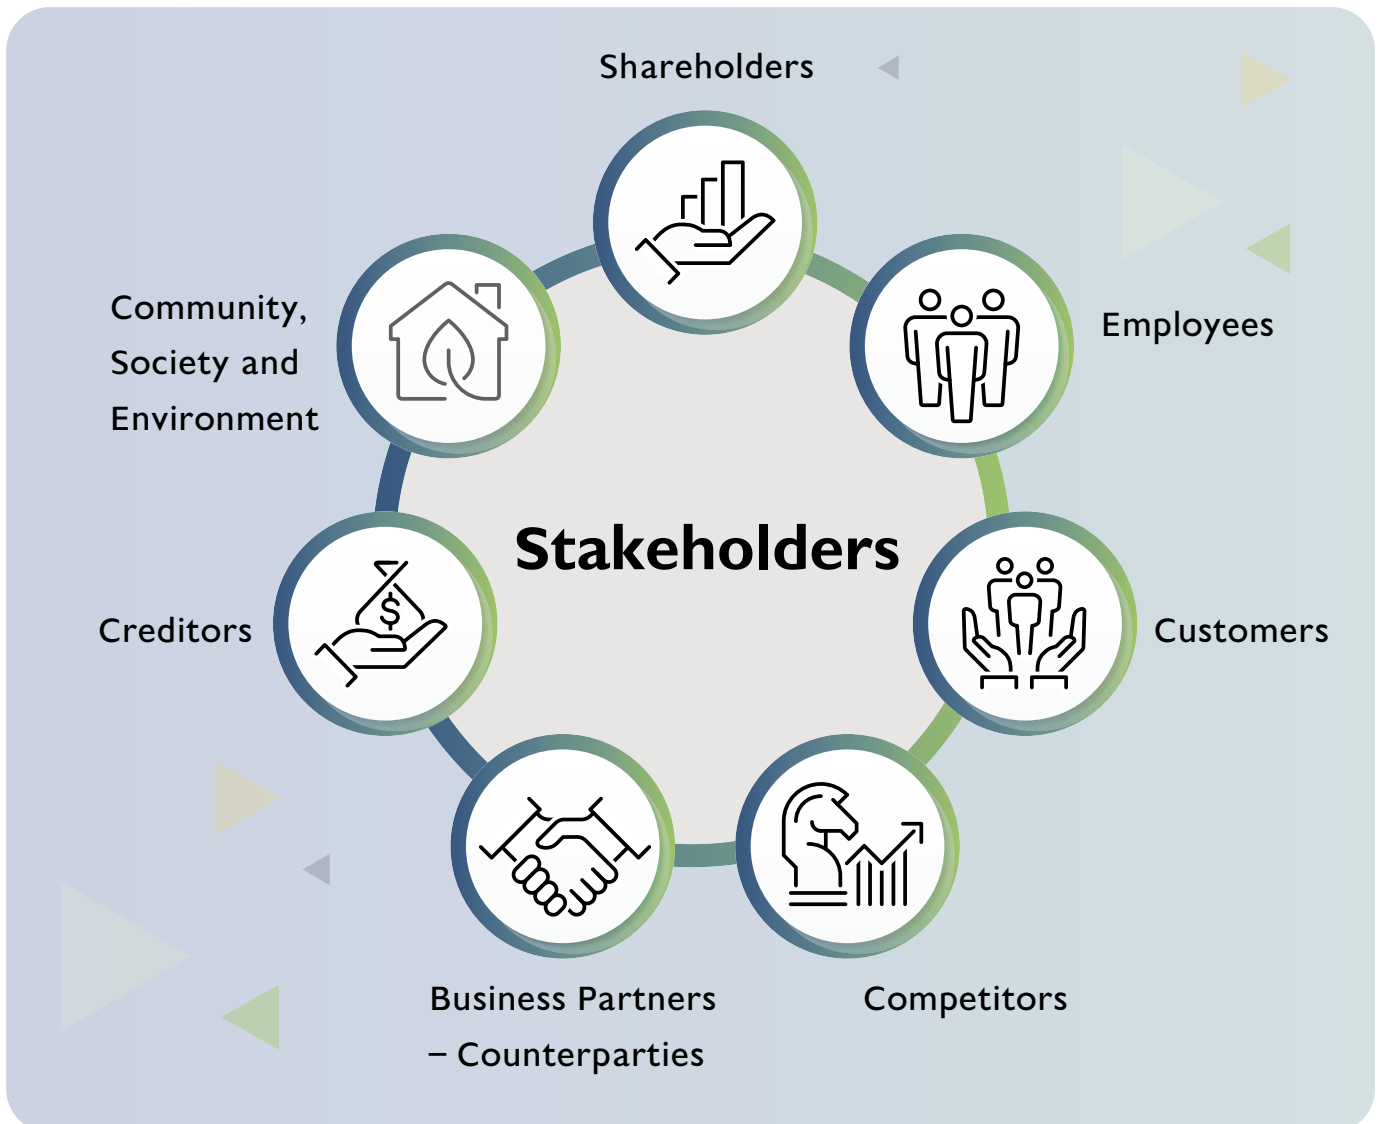 Shareholders
Employees
Customers
Competitors
Business Partners
– Counterparties
Creditors
Community,
Society and
Environment
Stakeholders
$